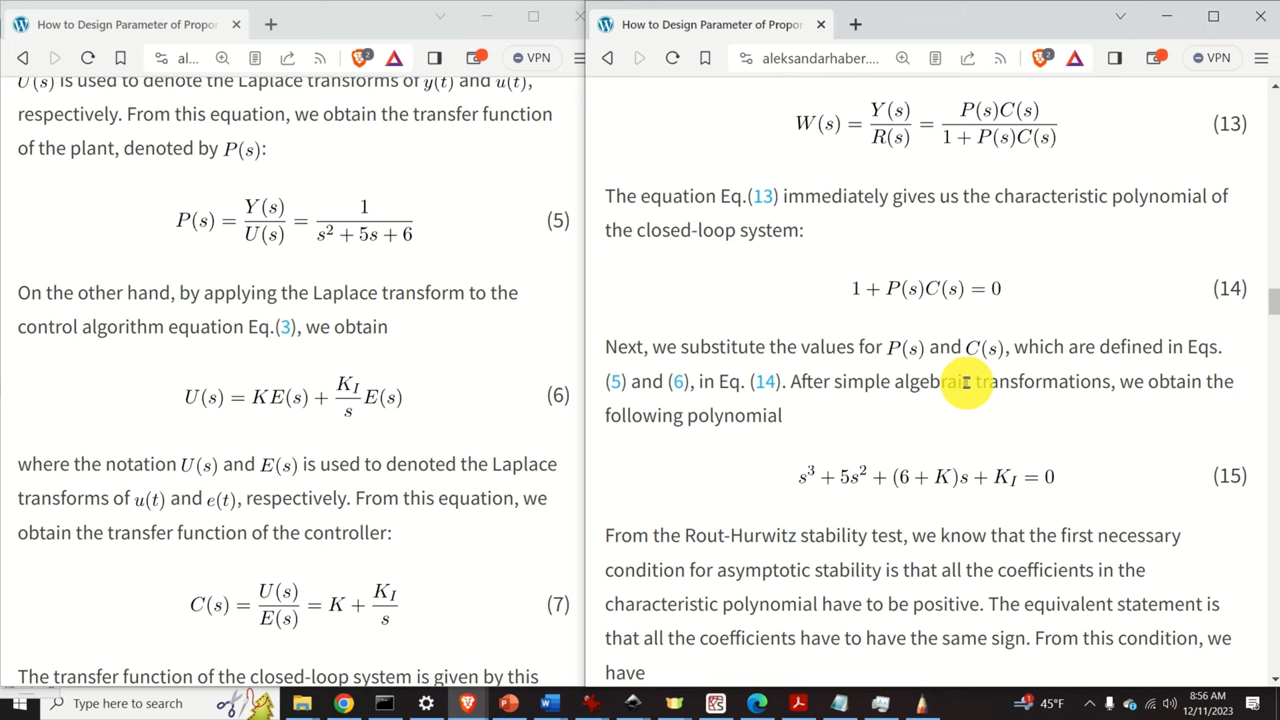 How to Design Parameter of Propor
al...
2
VPN
U(s) is used to denote the Laplace transforms of y(t) and u(t),
respectively. From this equation, we obtain the transfer function
of the plant, denoted by P(s):
P(s) = Y(s)/U(s) = 1/(s² + 5s + 6) (5)
On the other hand, by applying the Laplace transform to the
control algorithm equation Eq.(3), we obtain
U(s) = KE(s) + K_I/s E(s) (6)
where the notation U(s) and E(s) is used to denoted the Laplace
transforms of u(t) and e(t), respectively. From this equation, we
obtain the transfer function of the controller:
C(s) = U(s)/E(s) = K + K_I/s (7)
The transfer function of the closed-loop system is given by this
How to Design Parameter of Propor
aleksandarhaber....
2
VPN
W(s) = Y(s)/R(s) = P(s)C(s)/(1 + P(s)C(s)) (13)
The equation Eq.(13) immediately gives us the characteristic polynomial of
the closed-loop system:
1 + P(s)C(s) = 0 (14)
Next, we substitute the values for P(s) and C(s), which are defined in Eqs.
(5) and (6), in Eq. (14). After simple algebraic transformations, we obtain the
following polynomial
s³ + 5s² + (6 + K)s + K_I = 0 (15)
From the Rout-Hurwitz stability test, we know that the first necessary
condition for asymptotic stability is that all the coefficients in the
characteristic polynomial have to be positive. The equivalent statement is
that all the coefficients have to have the same sign. From this condition, we
have
Type here to search
1
45°F
8:56 AM
12/11/2023